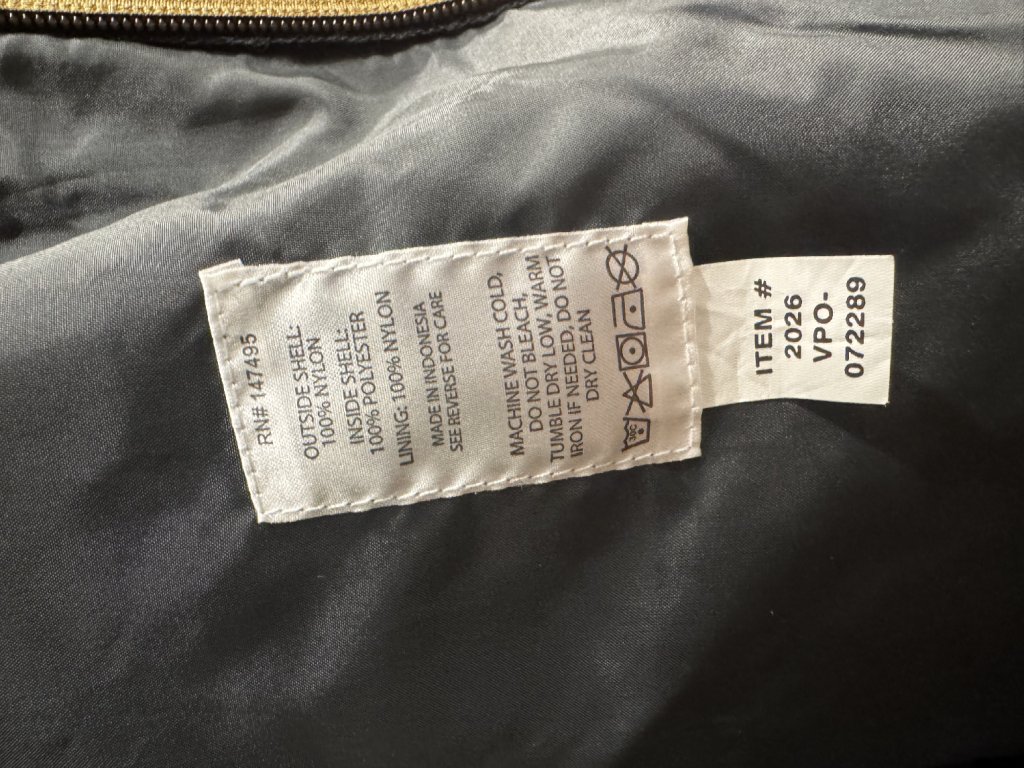 RN# 147495
OUTSIDE SHELL:
100% NYLON
INSIDE SHELL:
100% POLYESTER
LINING: 100% NYLON
MADE IN INDONESIA
SEE REVERSE FOR CARE
MACHINE WASH COLD,
DO NOT BLEACH,
TUMBLE DRY LOW, WARM
IRON IF NEEDED, DO NOT
DRY CLEAN
30C
ITEM #
2026
VPO-
072289